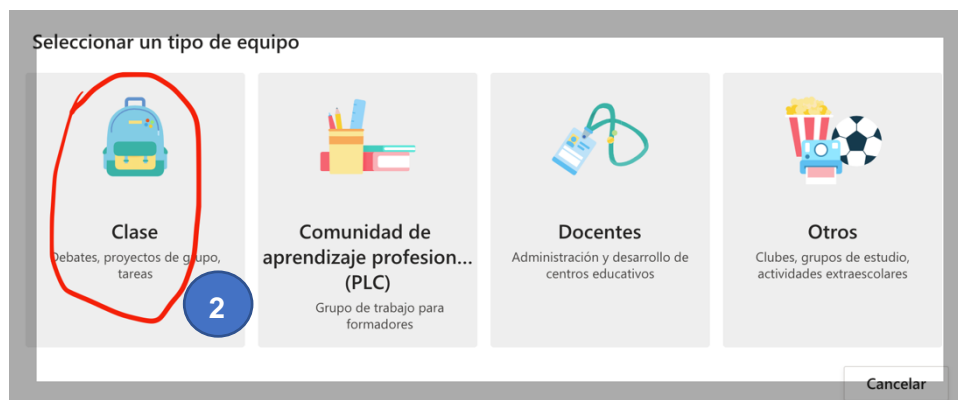 Seleccionar un tipo de equipo
Clase
Debates, proyectos de grupo,
tareas
2
Comunidad de
aprendizaje profesion...
(PLC)
Grupo de trabajo para
formadores
Docentes
Administración y desarrollo de
centros educativos
Otros
Clubes, grupos de estudio,
actividades extraescolares
Cancelar